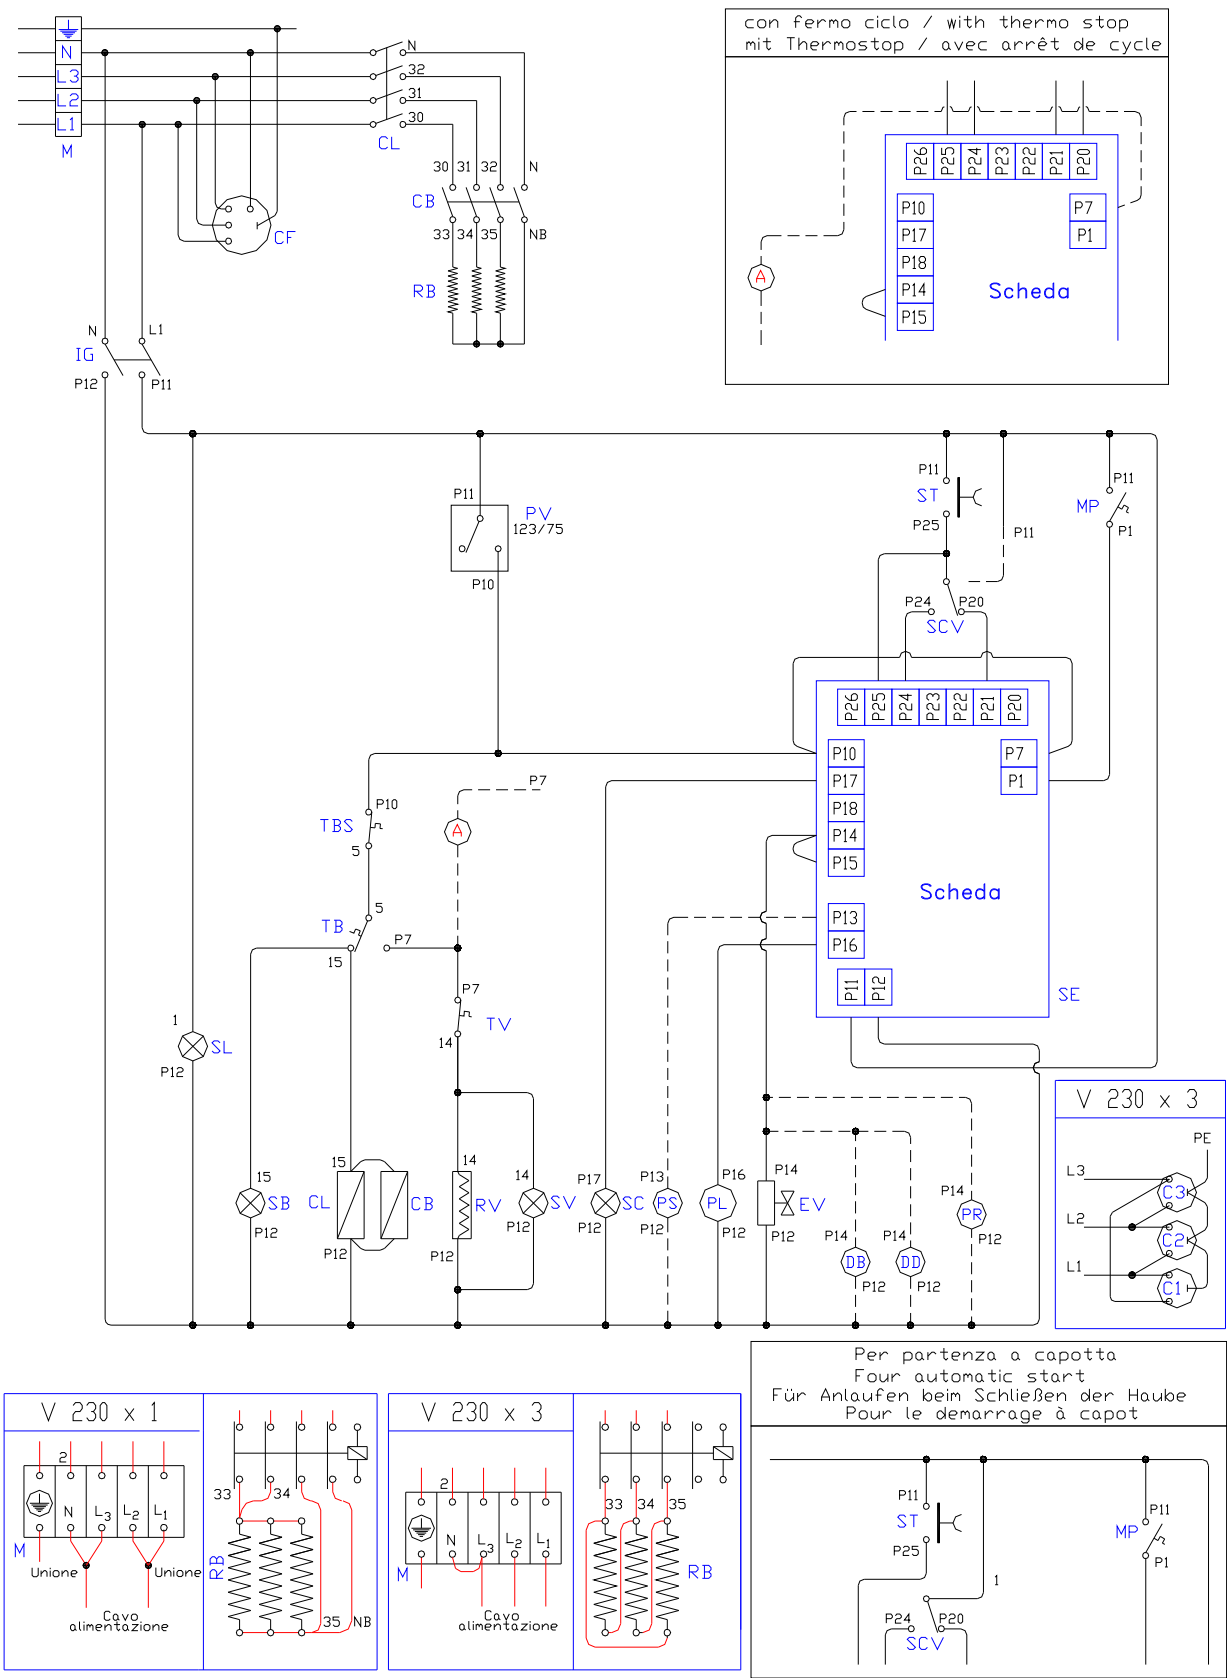 con fermo ciclo / with thermo stop
mit Thermostop / avec arrêt de cycle
N
L3
L2
L1
M
N
32
31
30
CL
30 31 32 N
CB
33 34 35 NB
RB
CF
N L1
IG
P12 P11
P26 P25 P24 P23 P22 P21 P20
P10
P17
P18
P14
P15
P7
P1
Scheda
A
P11
PV
123/75
P10
P11
ST
P25
P11
P11
MP
P1
P24 P20
SCV
P26 P25 P24 P23 P22 P21 P20
P10
P17
P18
P14
P15
P13
P16
P11 P12
P7
P1
Scheda
SE
P10
TBS
5
5
TB
15
P7
P7
A
P7
TV
14
1
SL
P12
15
SB
P12
15
CL
CB
P12
14
RV
P12
14
SV
P12
P17
SC
P12
P13
PS
P12
P16
PL
P12
P14
EV
P12
P14
DB
P12
P14
DD
P12
P14
PR
P12
V 230 x 3
PE
L3
L2
L1
C3
C2
C1
V 230 x 1
2
N L3 L2 L1
M
Unione Unione
Cavo
alimentazione
33 34
RB
35 NB
V 230 x 3
2
N L3 L2 L1
M
Cavo
alimentazione
33 34 35
RB
Per partenza a capotta
Four automatic start
Für Anlaufen beim Schließen der Haube
Pour le demarrage à capot
P11
ST
P25
1
P24 P20
SCV
P11
MP
P1